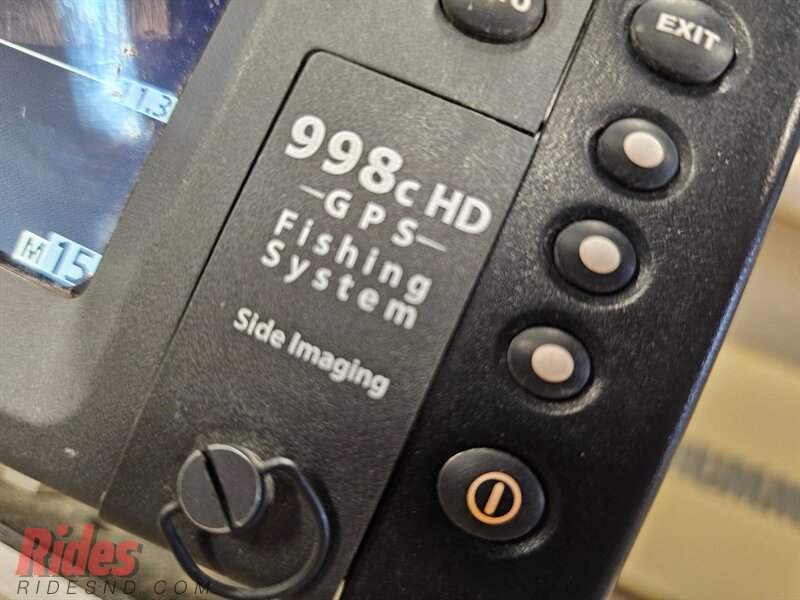 EXIT
11.3
998c HD
GPS
Fishing
System
Side Imaging
M 15
Rides
RIDESND.COM